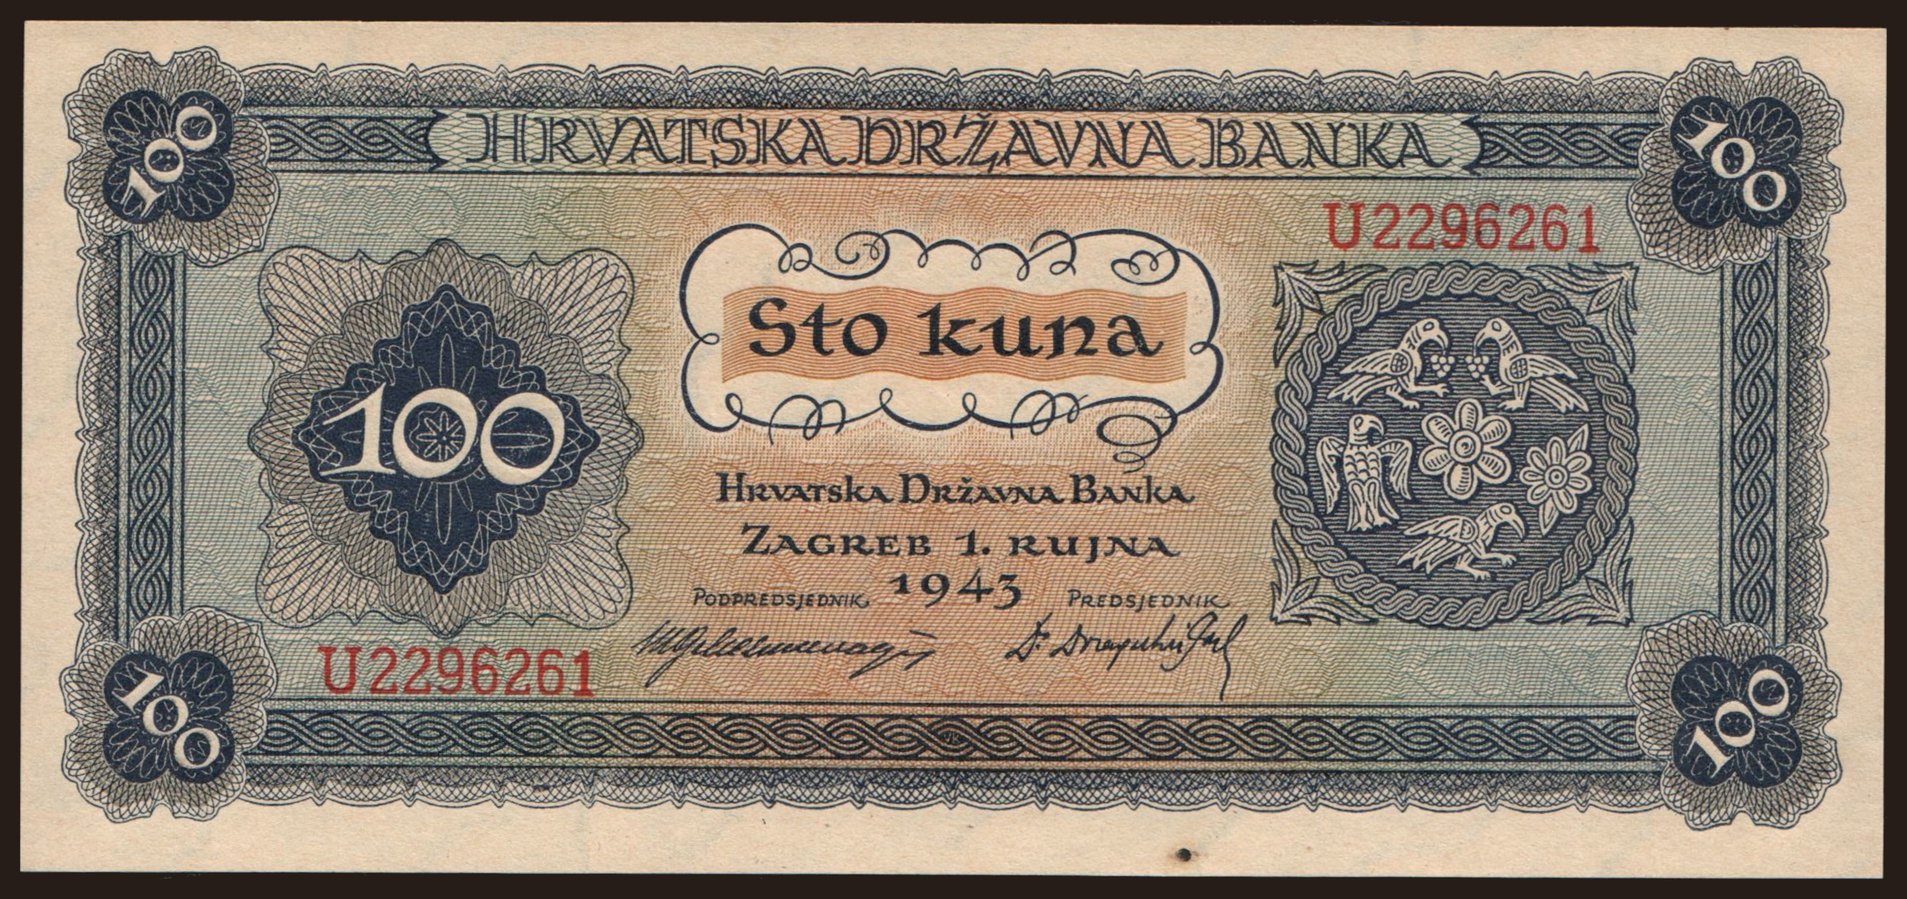 100
100
HRVATSKA DRŽAVNA BANKA
U2296261
Sto kuna
100
Hrvatska Državna Banka
Zagreb 1. rujna
1943
Podpredsjednik
Predsjednik
U2296261
100
100